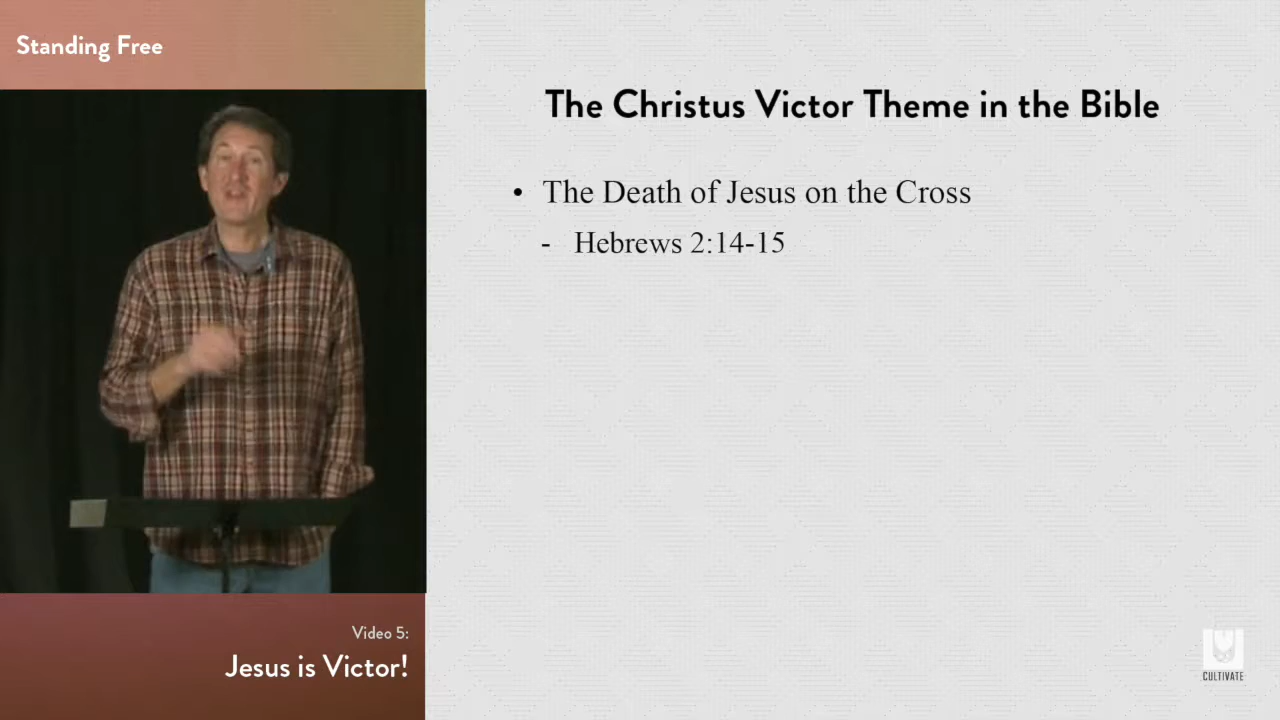 Standing Free
The Christus Victor Theme in the Bible
• The Death of Jesus on the Cross
- Hebrews 2:14-15
Video 5:
Jesus is Victor!
CULTIVATE